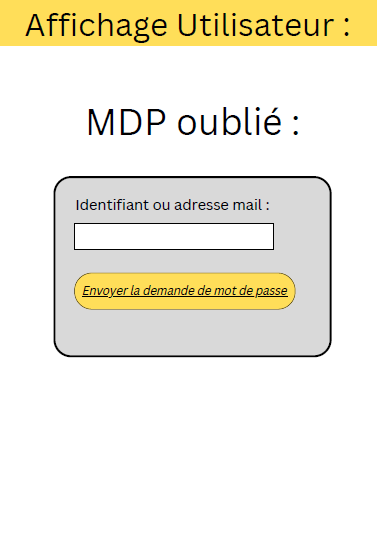 Affichage Utilisateur :
MDP oublié :
Identifiant ou adresse mail :
Envoyer la demande de mot de passe